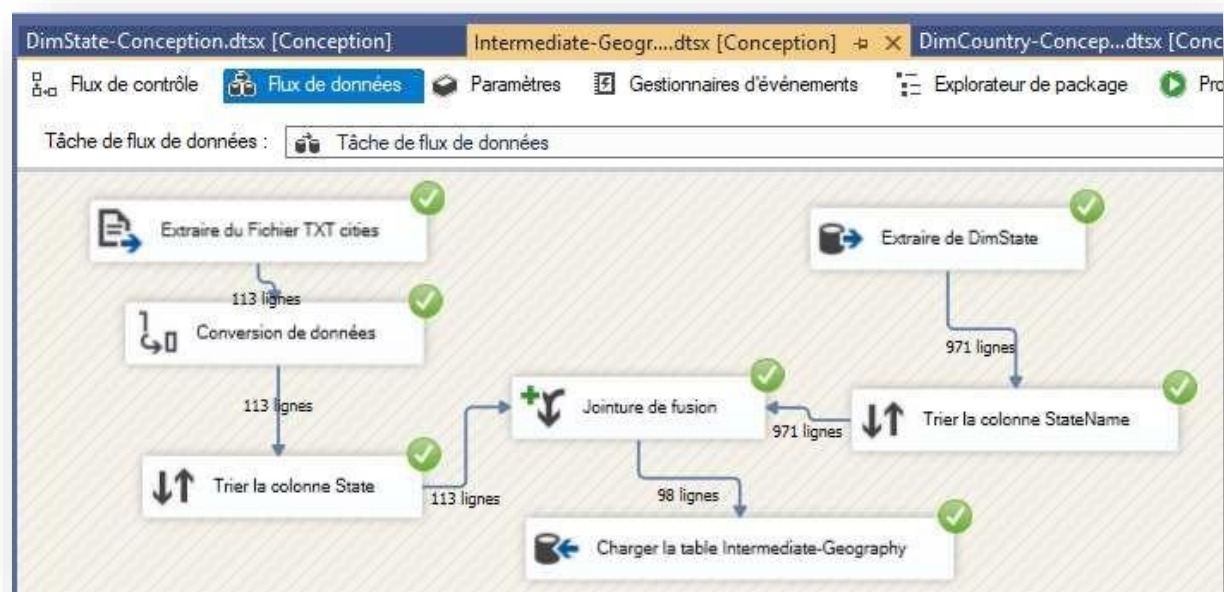 DimState-Conception.dtsx [Conception]
Intermediate-Geogr....dtsx [Conception]
DimCountry-Concep...dtsx [Conc
Flux de contrôle
Flux de données
Paramètres
Gestionnaires d'événements
Explorateur de package
Pro
Tâche de flux de données :
Tâche de flux de données
Extraire du Fichier TXT cities
Extraire de DimState
113 lignes
Conversion de données
971 lignes
113 lignes
Jointure de fusion
971 lignes
Trier la colonne StateName
Trier la colonne State
113 lignes
98 lignes
Charger la table Intermediate-Geography